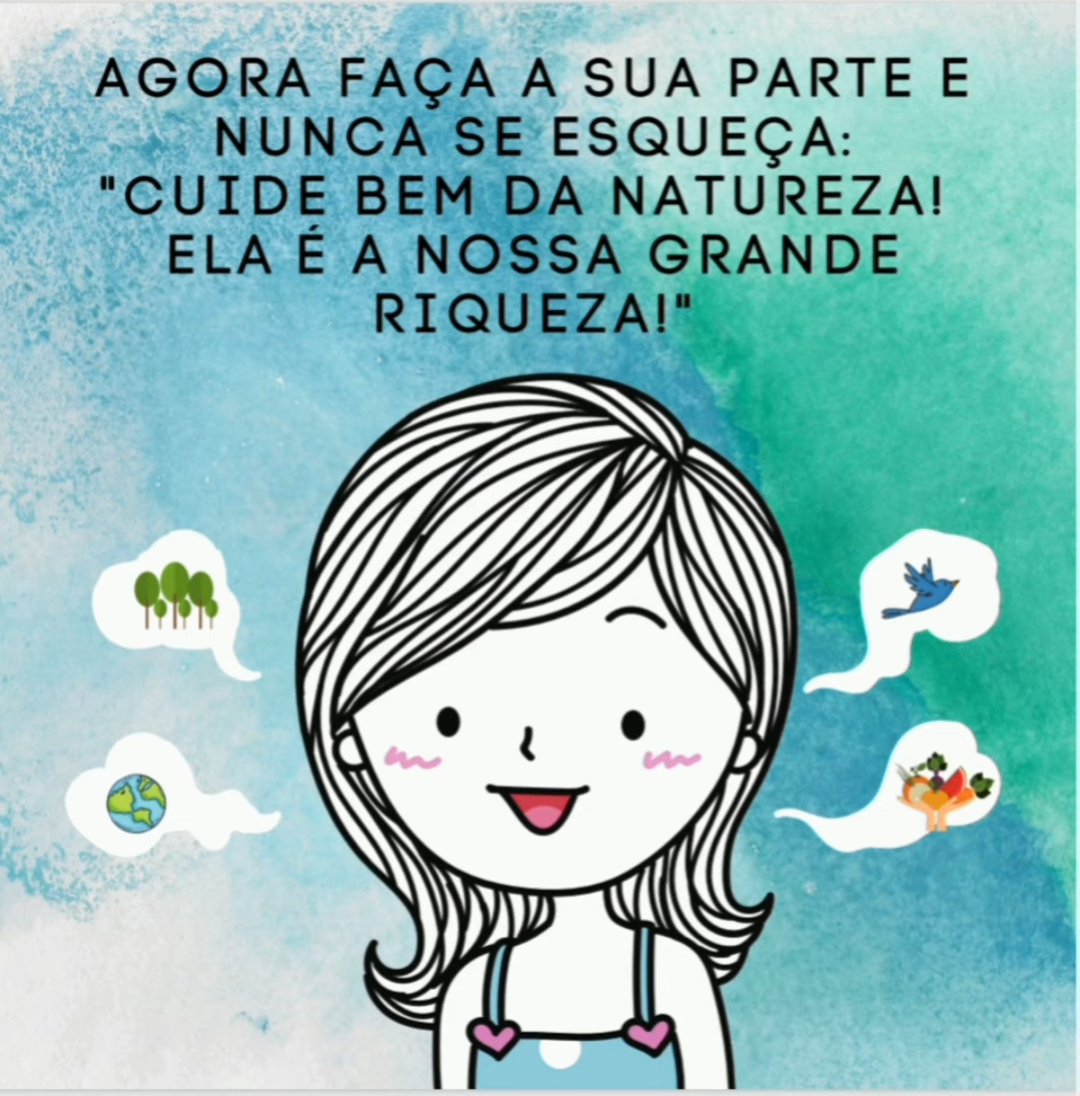 AGORA FAÇA A SUA PARTE E
NUNCA SE ESQUEÇA:
"CUIDE BEM DA NATUREZA!
ELA É A NOSSA GRANDE
RIQUEZA!"